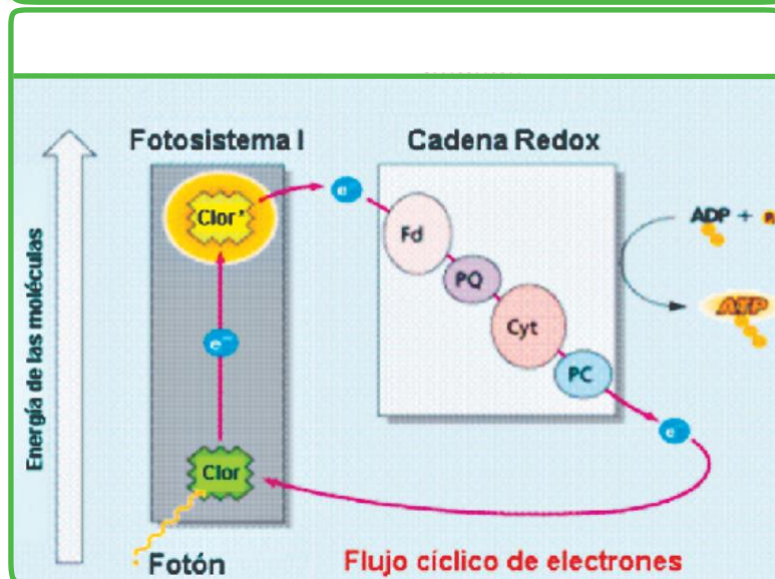 Fotosistema I
Cadena Redox
Energía de las moléculas
Clor*
e⁻
e⁻
Fd
PQ
Cyt
PC
ADP +
ATP
e⁻
Clor
Fotón
Flujo cíclico de electrones